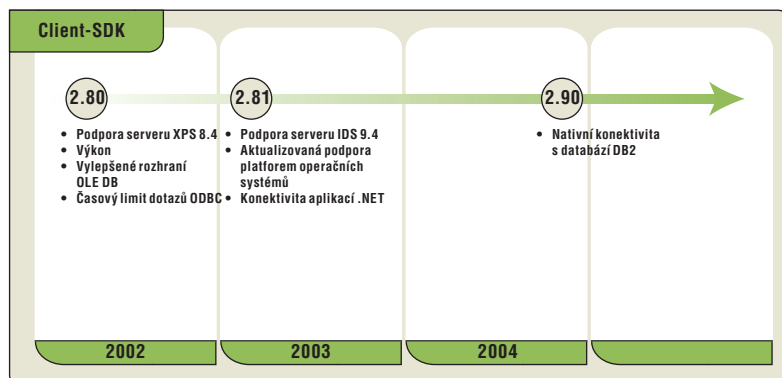 Client-SDK
2.80
• Podpora serveru XPS 8.4
• Výkon
• Vylepšené rozhraní
OLE DB
• Časový limit dotazů ODBC
2.81
• Podpora serveru IDS 9.4
• Aktualizovaná podpora
platforem operačních
systémů
• Konektivita aplikací .NET
2.90
• Nativní konektivita
s databází DB2
2002
2003
2004